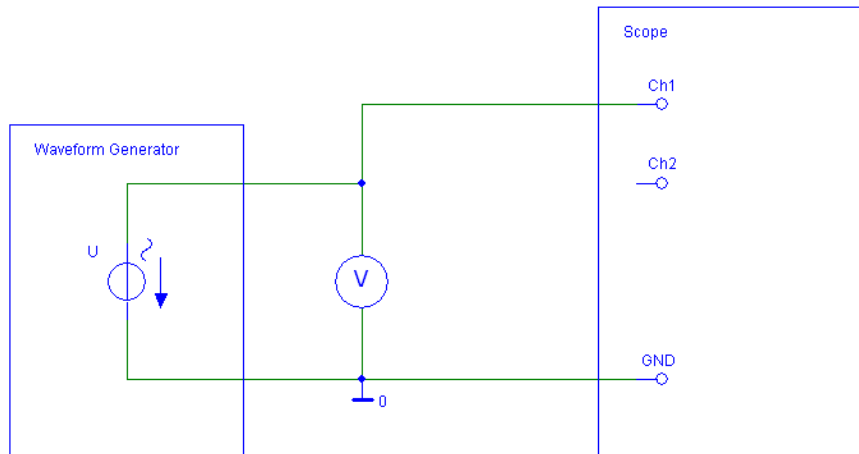 Scope
Ch1
Waveform Generator
Ch2
U
V
GND
0